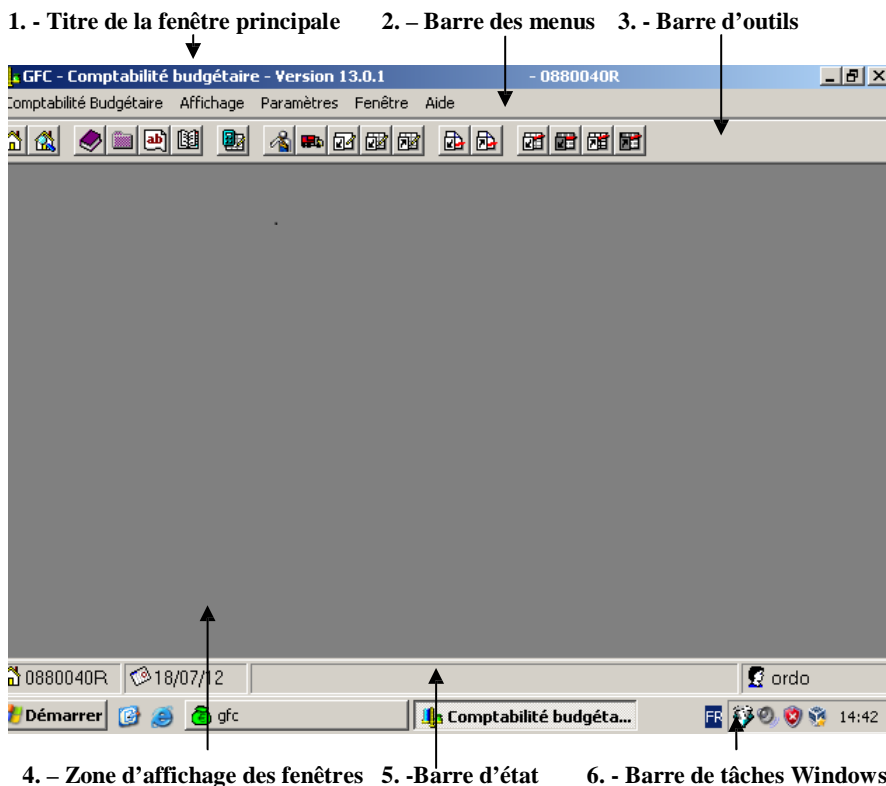 1. - Titre de la fenêtre principale 2. – Barre des menus 3. - Barre d’outils
GFC - Comptabilité budgétaire - Version 13.0.1 - 0880040R
Comptabilité Budgétaire Affichage Paramètres Fenêtre Aide
ab
0880040R 18/07/12 ordo
Démarrer gfc Comptabilité budgéta... FR 14:42
4. – Zone d’affichage des fenêtres 5. -Barre d’état 6. - Barre de tâches Windows